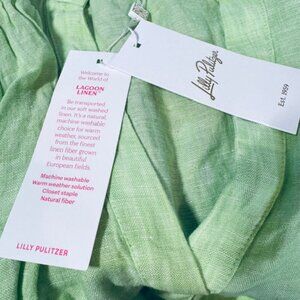 Welcome to
the World of
LAGOON
LINEN
Be transported
in our soft washed
linen. It's a natural,
machine washable
choice for warm
weather, sourced
from the finest
linen fiber grown
in beautiful
European fields.
Machine washable
Warm weather solution
Closet staple
Natural fiber
LILLY PULITZER
Lilly Pulitzer
Est. 1959